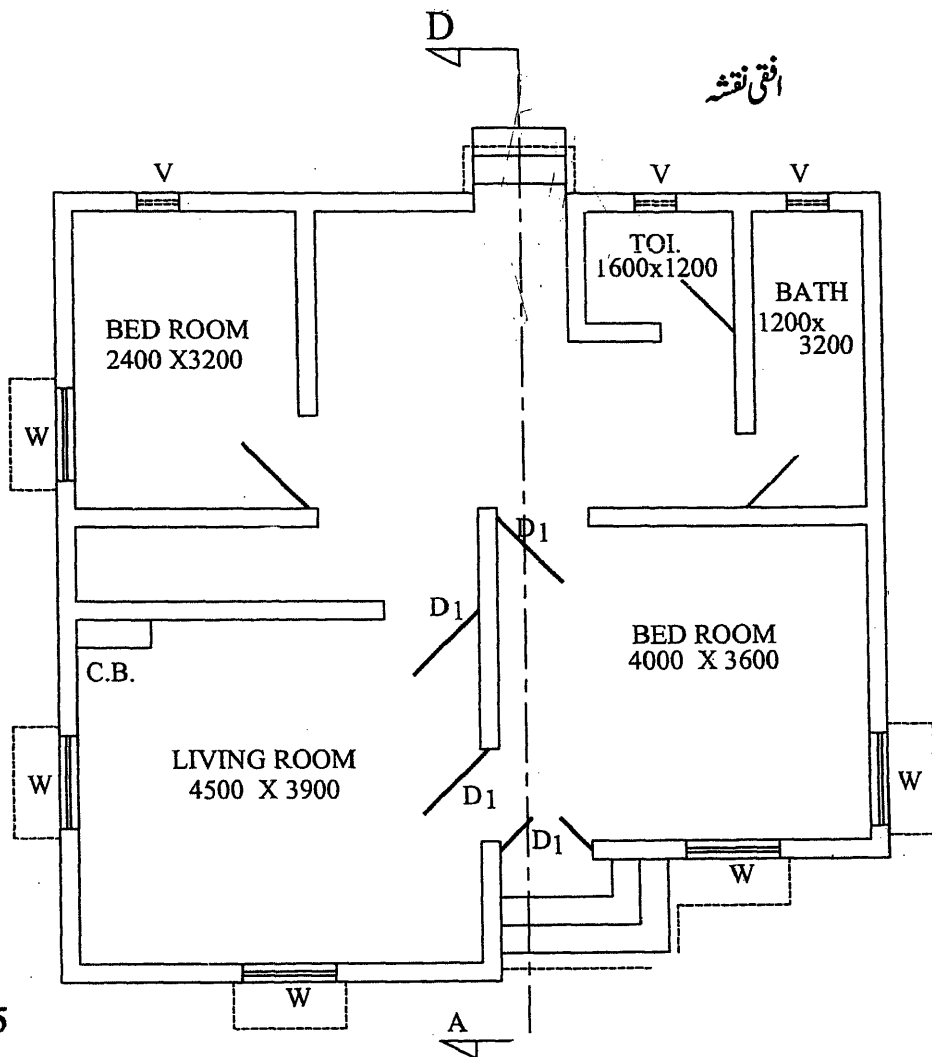 D
افقی نقشہ
V
V
V
TOI.
1600x1200
BATH
1200x
3200
BED ROOM
2400 X3200
W
D1
D1
BED ROOM
4000 X 3600
C.B.
LIVING ROOM
4500 X 3900
W
D1
W
D1
W
W
5
A